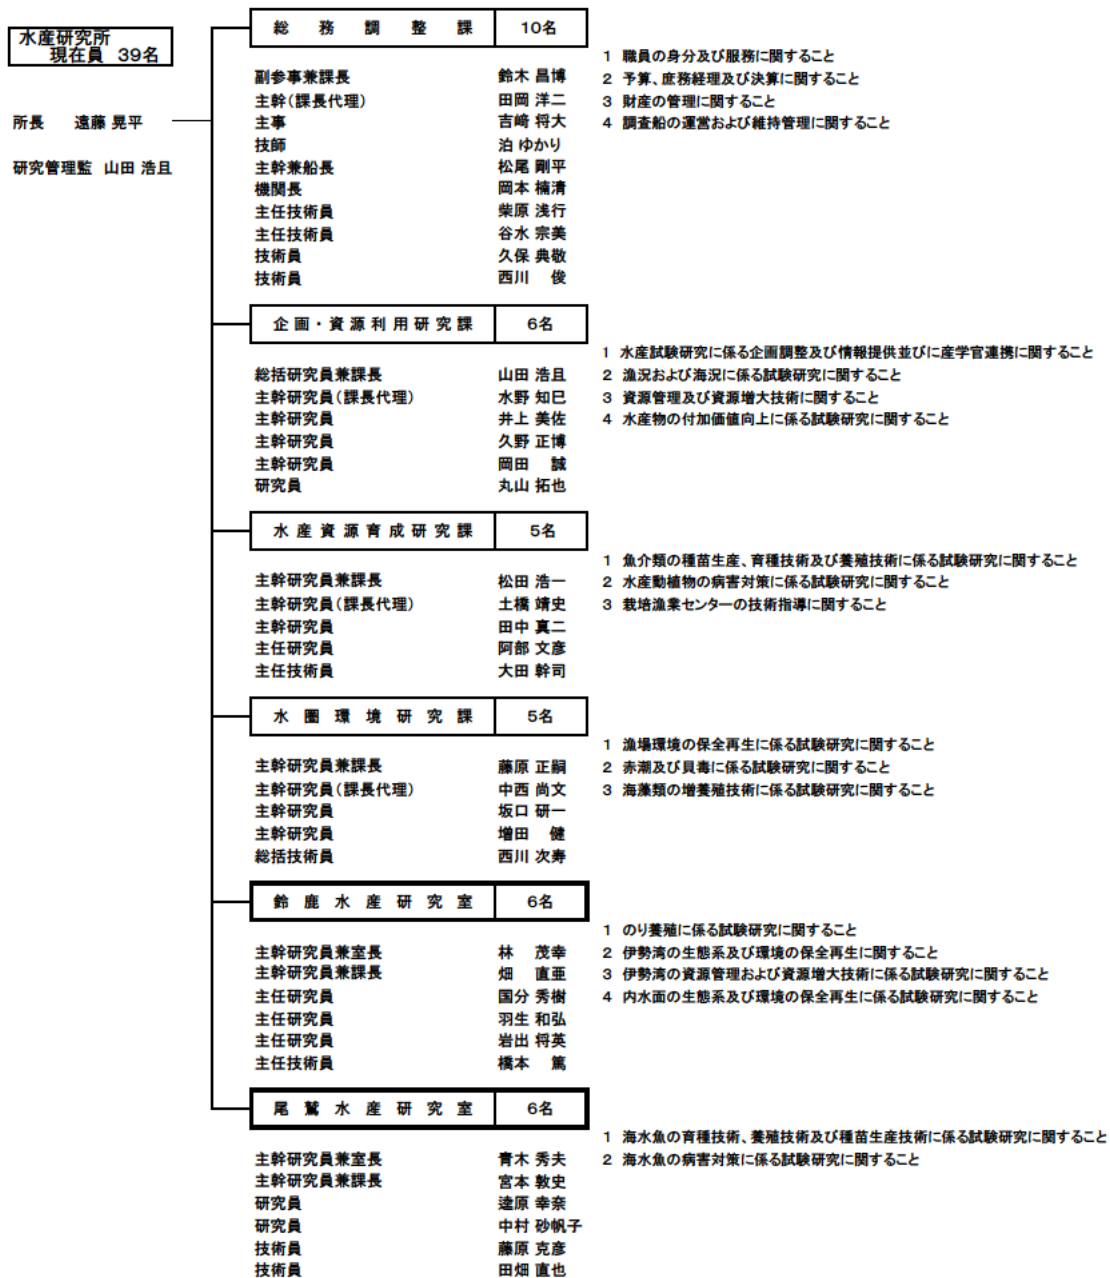 水産研究所
現在員 39名
所長 遠藤 晃平
研究管理監 山田 浩且
総務調整課 10名
1 職員の身分及び服務に関すること
副参事兼課長 鈴木 昌博 2 予算、庶務経理及び決算に関すること
主幹(課長代理) 田岡 洋二 3 財産の管理に関すること
主事 吉﨑 将大 4 調査船の運営および維持管理に関すること
技師 泊 ゆかり
主幹兼船長 松尾 剛平
機関長 岡本 楠清
主任技術員 柴原 浅行
主任技術員 谷水 宗美
技術員 久保 典敬
技術員 西川 俊
企画・資源利用研究課 6名
1 水産試験研究に係る企画調整及び情報提供並びに産学官連携に関すること
総括研究員兼課長 山田 浩且 2 漁況および海況に係る試験研究に関すること
主幹研究員(課長代理) 水野 知巳 3 資源管理及び資源増大技術に関すること
主幹研究員 井上 美佐 4 水産物の付加価値向上に係る試験研究に関すること
主幹研究員 久野 正博
主幹研究員 岡田 誠
研究員 丸山 拓也
水産資源育成研究課 5名
1 魚介類の種苗生産、育種技術及び養殖技術に係る試験研究に関すること
主幹研究員兼課長 松田 浩一 2 水産動植物の病害対策に係る試験研究に関すること
主幹研究員(課長代理) 土橋 靖史 3 栽培漁業センターの技術指導に関すること
主幹研究員 田中 真二
主任研究員 阿部 文彦
主任技術員 大田 幹司
水圏環境研究課 5名
1 漁場環境の保全再生に係る試験研究に関すること
主幹研究員兼課長 藤原 正嗣 2 赤潮及び貝毒に係る試験研究に関すること
主幹研究員(課長代理) 中西 尚文 3 海藻類の増養殖技術に係る試験研究に関すること
主幹研究員 坂口 研一
主幹研究員 増田 健
総括技術員 西川 次寿
鈴鹿水産研究室 6名
1 のり養殖に係る試験研究に関すること
主幹研究員兼室長 林 茂幸 2 伊勢湾の生態系及び環境の保全再生に関すること
主幹研究員兼課長 畑 直亜 3 伊勢湾の資源管理および資源増大技術に係る試験研究に関すること
主任研究員 国分 秀樹 4 内水面の生態系及び環境の保全再生に係る試験研究に関すること
主任研究員 羽生 和弘
主任研究員 岩出 将英
主任技術員 橋本 篤
尾鷲水産研究室 6名
1 海水魚の育種技術、養殖技術及び種苗生産技術に係る試験研究に関すること
主幹研究員兼室長 青木 秀夫 2 海水魚の病害対策に係る試験研究に関すること
主幹研究員兼課長 宮本 敦史
研究員 逵原 幸奈
研究員 中村 砂帆子
技術員 藤原 克彦
技術員 田畑 直也